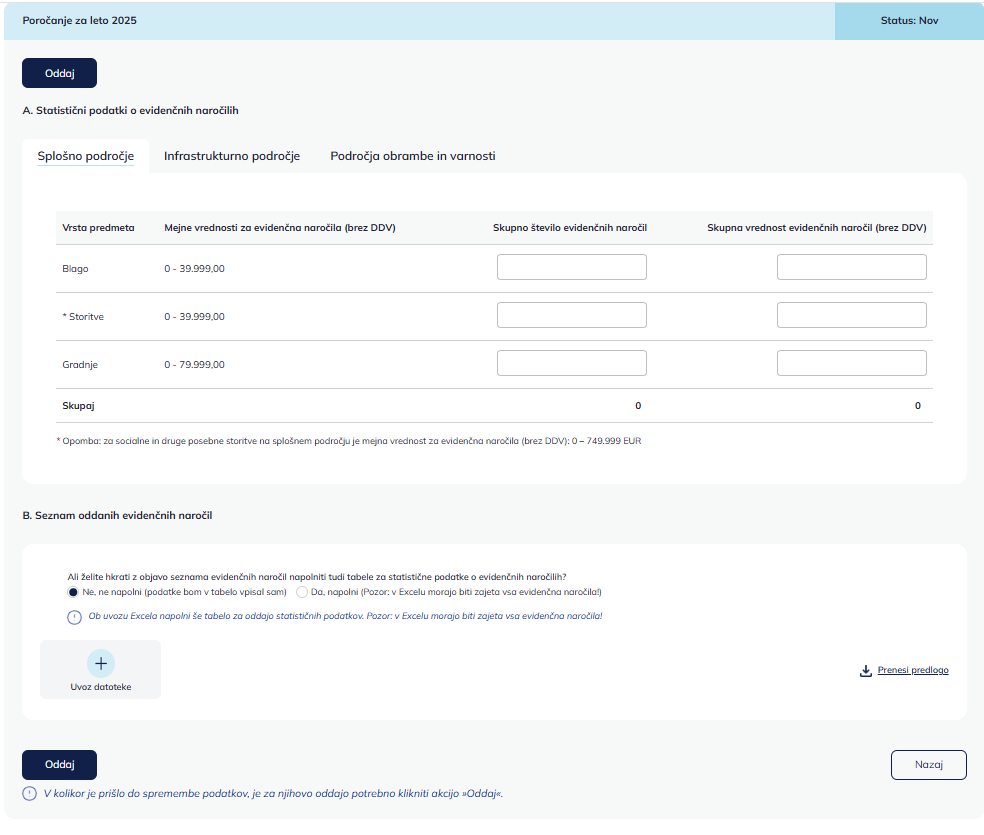 Poročanje za leto 2025
Status: Nov
Oddaj
A. Statistični podatki o evidenčnih naročilih
Splošno področje
Infrastrukturno področje
Področja obrambe in varnosti
Vrsta predmeta
Mejne vrednosti za evidenčna naročila (brez DDV)
Skupno število evidenčnih naročil
Skupna vrednost evidenčnih naročil (brez DDV)
Blago
0 - 39.999,00
* Storitve
0 - 39.999,00
Gradnje
0 - 79.999,00
Skupaj
0
0
* Opomba: za socialne in druge posebne storitve na splošnem področju je mejna vrednost za evidenčna naročila (brez DDV): 0 – 749.999 EUR
B. Seznam oddanih evidenčnih naročil
Ali želite hkrati z objavo seznama evidenčnih naročil napolniti tudi tabele za statistične podatke o evidenčnih naročilih?
Ne, ne napolni (podatke bom v tabelo vpisal sam)
Da, napolni (Pozor: v Excelu morajo biti zajeta vsa evidenčna naročila!)
Ob uvozu Excela napolni še tabelo za oddajo statističnih podatkov. Pozor: v Excelu morajo biti zajeta vsa evidenčna naročila!
Uvoz datoteke
Prenesi predlogo
Oddaj
Nazaj
V kolikor je prišlo do spremembe podatkov, je za njihovo oddajo potrebno klikniti akcijo »Oddaj«.